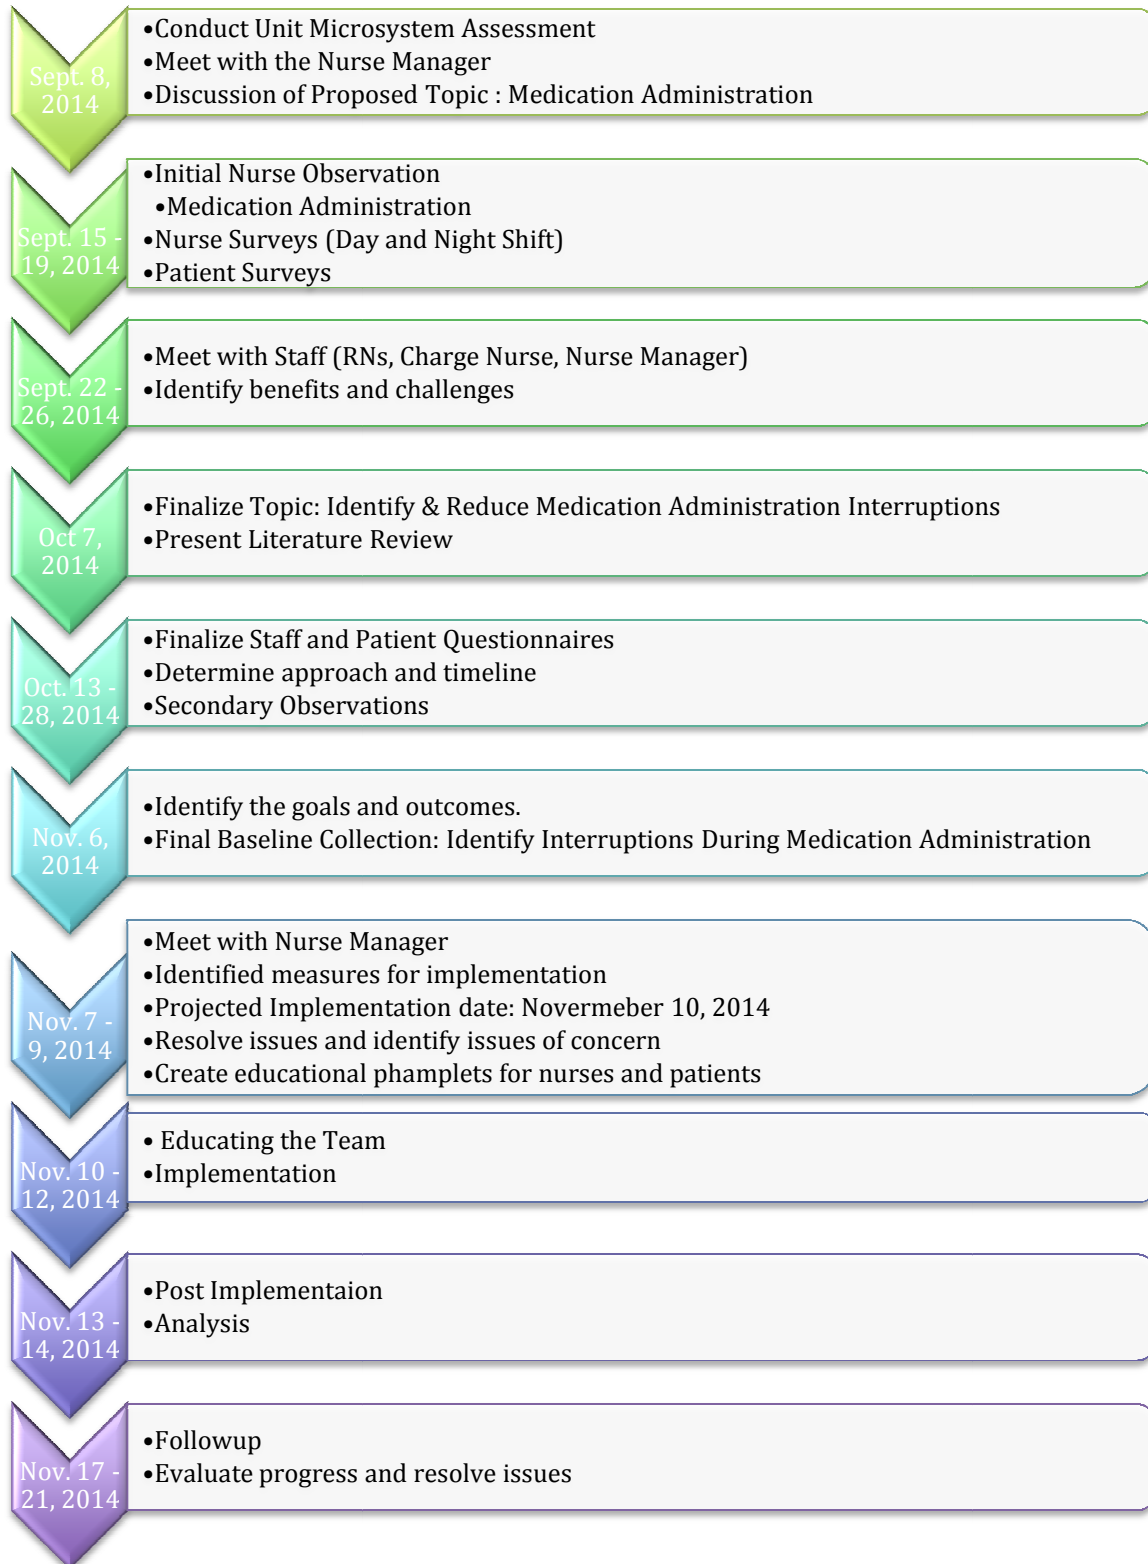 Sept. 8,
2014
•Conduct Unit Microsystem Assessment
•Meet with the Nurse Manager
•Discussion of Proposed Topic : Medication Administration
Sept. 15 -
19, 2014
•Initial Nurse Observation
•Medication Administration
•Nurse Surveys (Day and Night Shift)
•Patient Surveys
Sept. 22 -
26, 2014
•Meet with Staff (RNs, Charge Nurse, Nurse Manager)
•Identify benefits and challenges
Oct 7,
2014
•Finalize Topic: Identify & Reduce Medication Administration Interruptions
•Present Literature Review
Oct. 13 -
28, 2014
•Finalize Staff and Patient Questionnaires
•Determine approach and timeline
•Secondary Observations
Nov. 6,
2014
•Identify the goals and outcomes.
•Final Baseline Collection: Identify Interruptions During Medication Administration
Nov. 7 -
9, 2014
•Meet with Nurse Manager
•Identified measures for implementation
•Projected Implementation date: Novermeber 10, 2014
•Resolve issues and identify issues of concern
•Create educational phamplets for nurses and patients
Nov. 10 -
12, 2014
• Educating the Team
•Implementation
Nov. 13 -
14, 2014
•Post Implementaion
•Analysis
Nov. 17 -
21, 2014
•Followup
•Evaluate progress and resolve issues